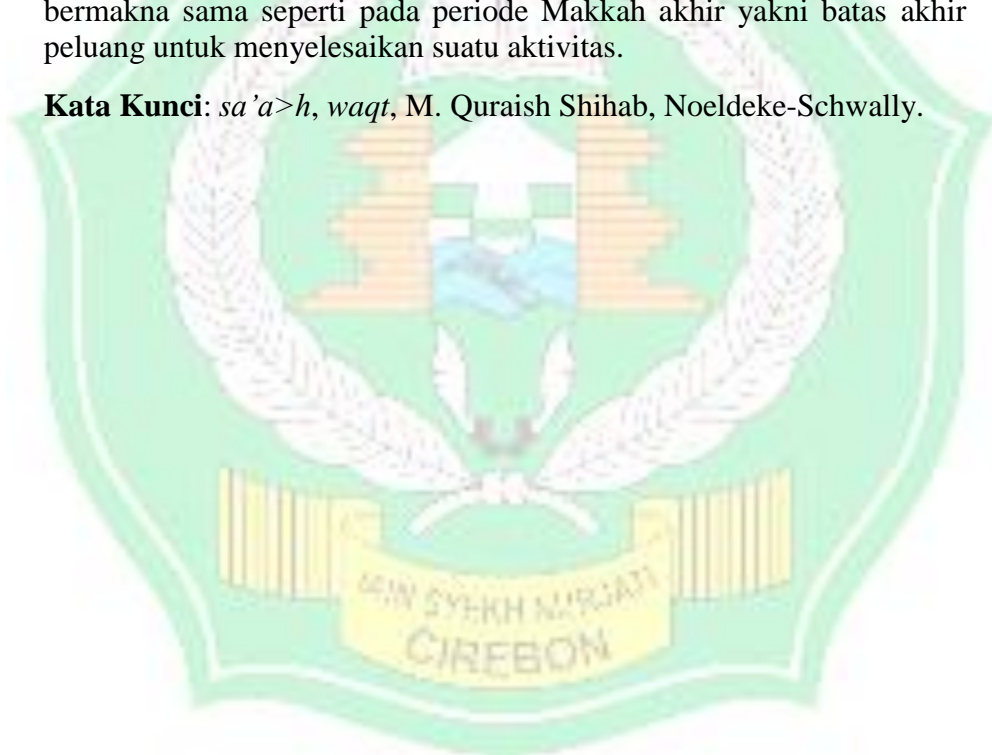 bermakna sama seperti pada periode Makkah akhir yakni batas akhir
peluang untuk menyelesaikan suatu aktivitas.
Kata Kunci: sa’a>h, waqt, M. Quraish Shihab, Noeldeke-Schwally.
IAIN SYEKH NURJATI
CIREBON